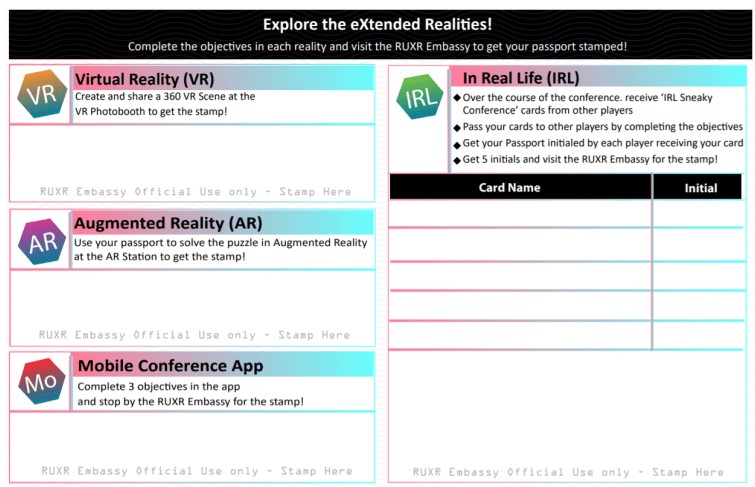 Explore the eXtended Realities!
Complete the objectives in each reality and visit the RUXR Embassy to get your passport stamped!
VR
Virtual Reality (VR)
Create and share a 360 VR Scene at the
VR Photobooth to get the stamp!
RUXR Embassy Official Use only - Stamp Here
AR
Augmented Reality (AR)
Use your passport to solve the puzzle in Augmented Reality
at the AR Station to get the stamp!
RUXR Embassy Official Use only - Stamp Here
Mo
Mobile Conference App
Complete 3 objectives in the app
and stop by the RUXR Embassy for the stamp!
RUXR Embassy Official Use only - Stamp Here
IRL
In Real Life (IRL)
◆ Over the course of the conference. receive ‘IRL Sneaky
Conference’ cards from other players
◆ Pass your cards to other players by completing the objectives
◆ Get your Passport initialed by each player receiving your card
◆ Get 5 initials and visit the RUXR Embassy for the stamp!
Card Name Initial
RUXR Embassy Official Use only - Stamp Here